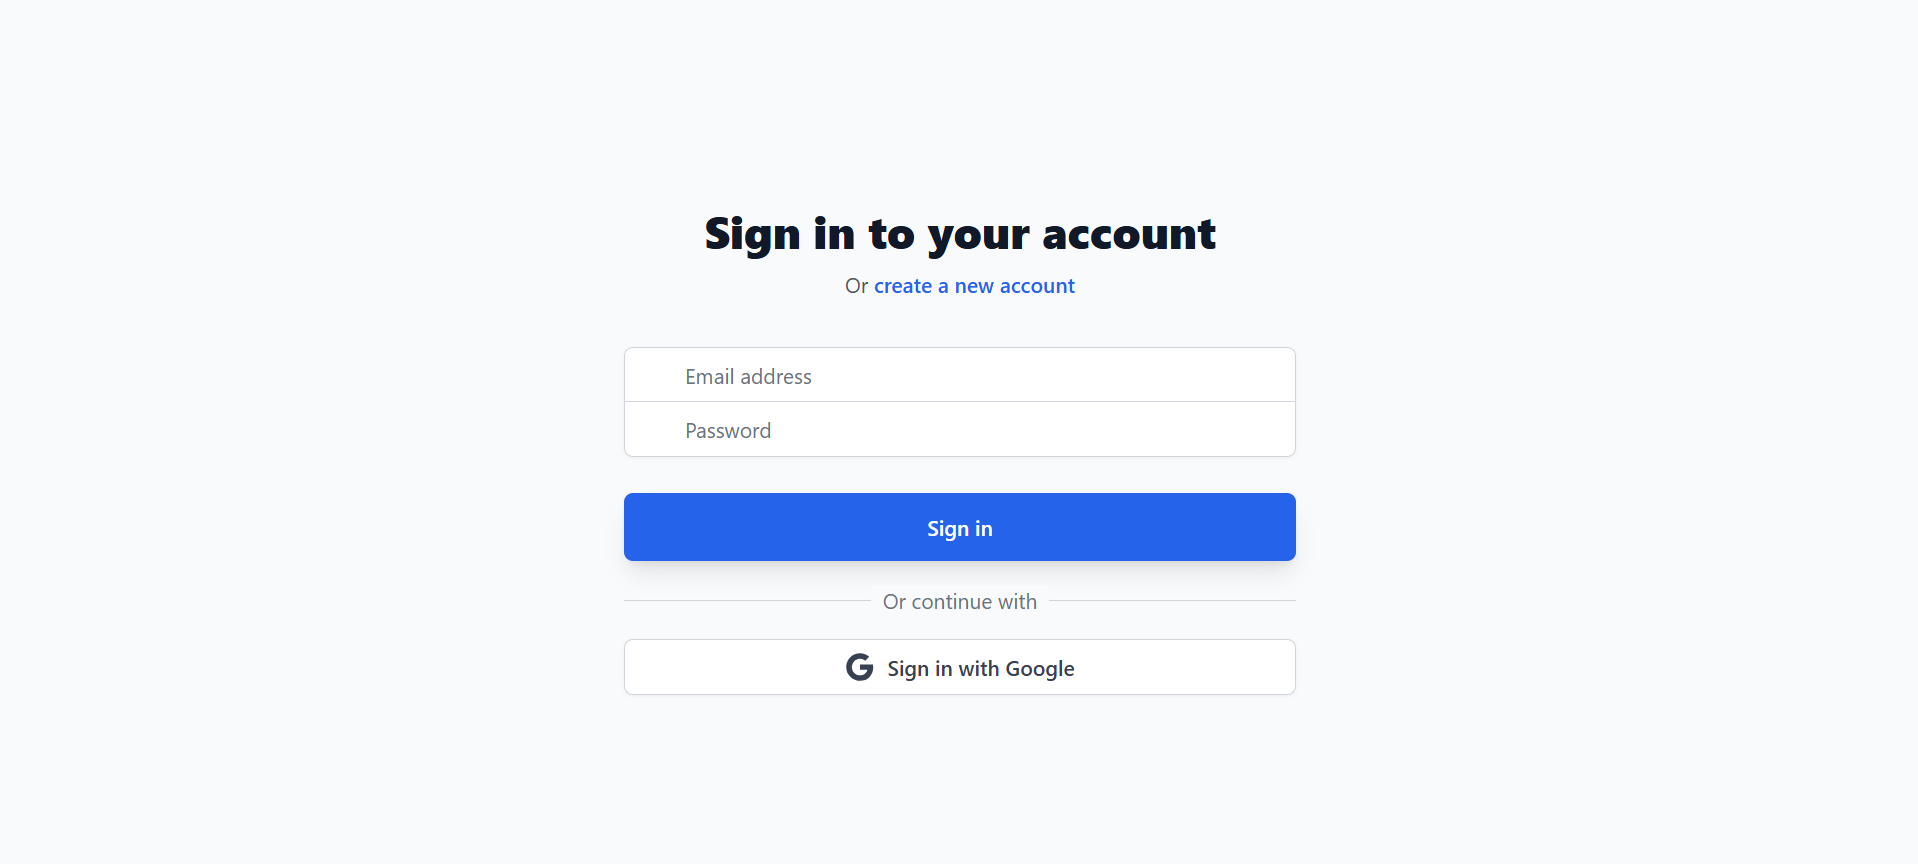 Sign in to your account
Or create a new account
Email address
Password
Sign in
Or continue with
Sign in with Google